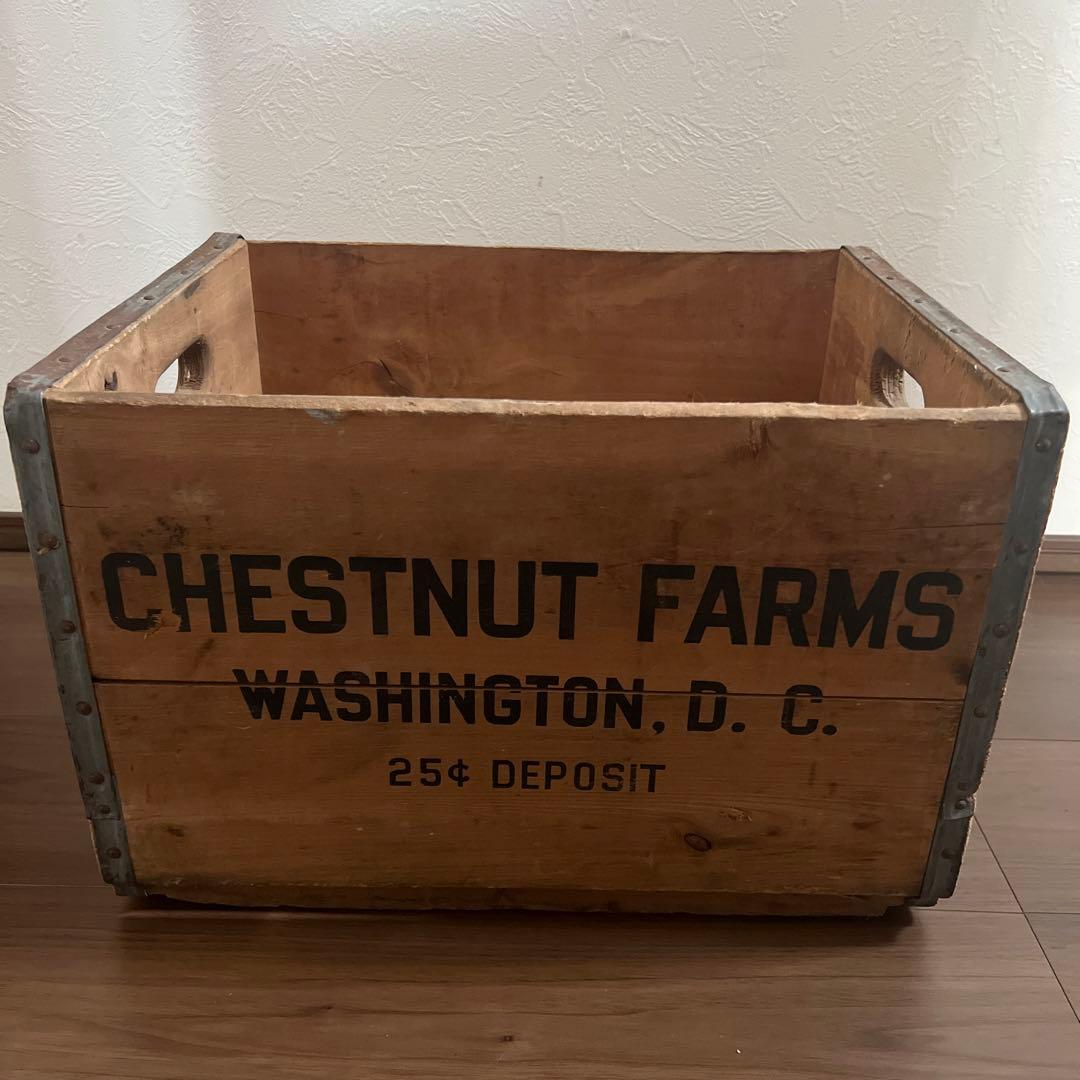 CHESTNUT FARMS
WASHINGTON, D. C.
25¢ DEPOSIT